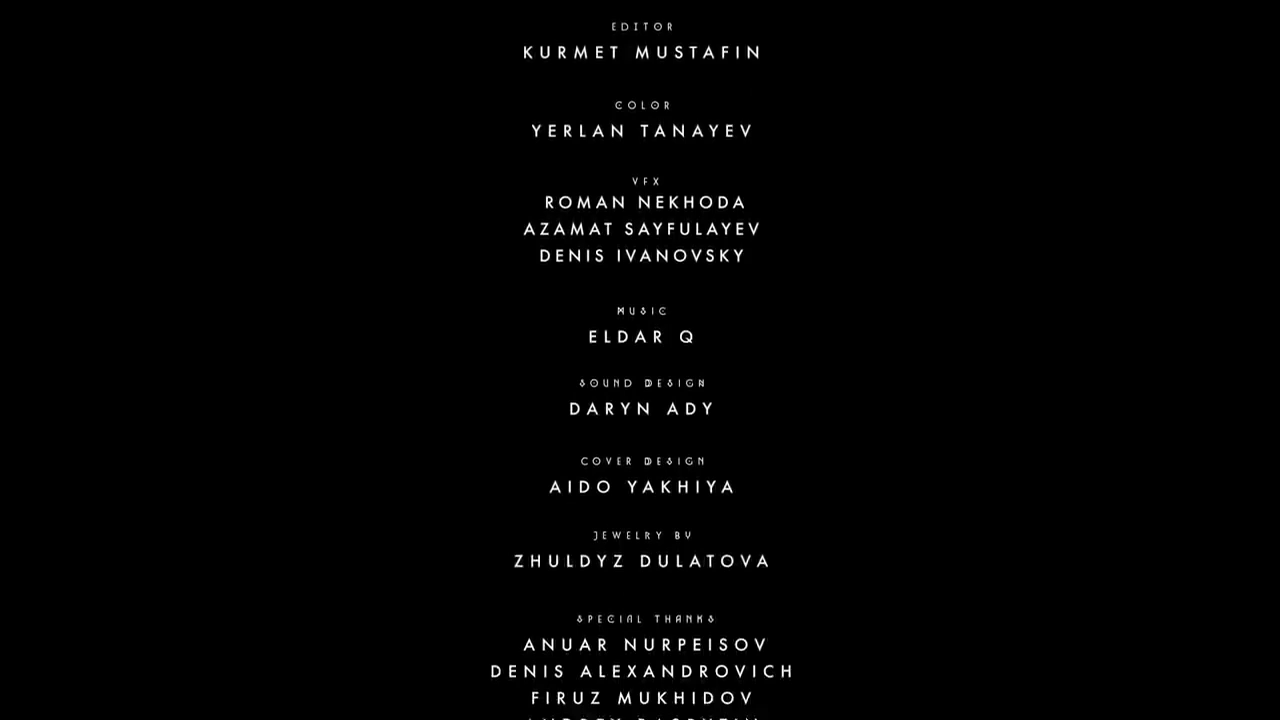 EDITOR
KURMET MUSTAFIN
COLOR
YERLAN TANAYEV
VFX
ROMAN NEKHODA
AZAMAT SAYFULAYEV
DENIS IVANOVSKY
MUSIC
ELDAR Q
SOUND DESIGN
DARYN ADY
COVER DESIGN
AIDO YAKHIYA
JEWELRY BY
ZHULDYZ DULATOVA
SPECIAL THANKS
ANUAR NURPEISOV
DENIS ALEXANDROVICH
FIRUZ MUKHIDOV